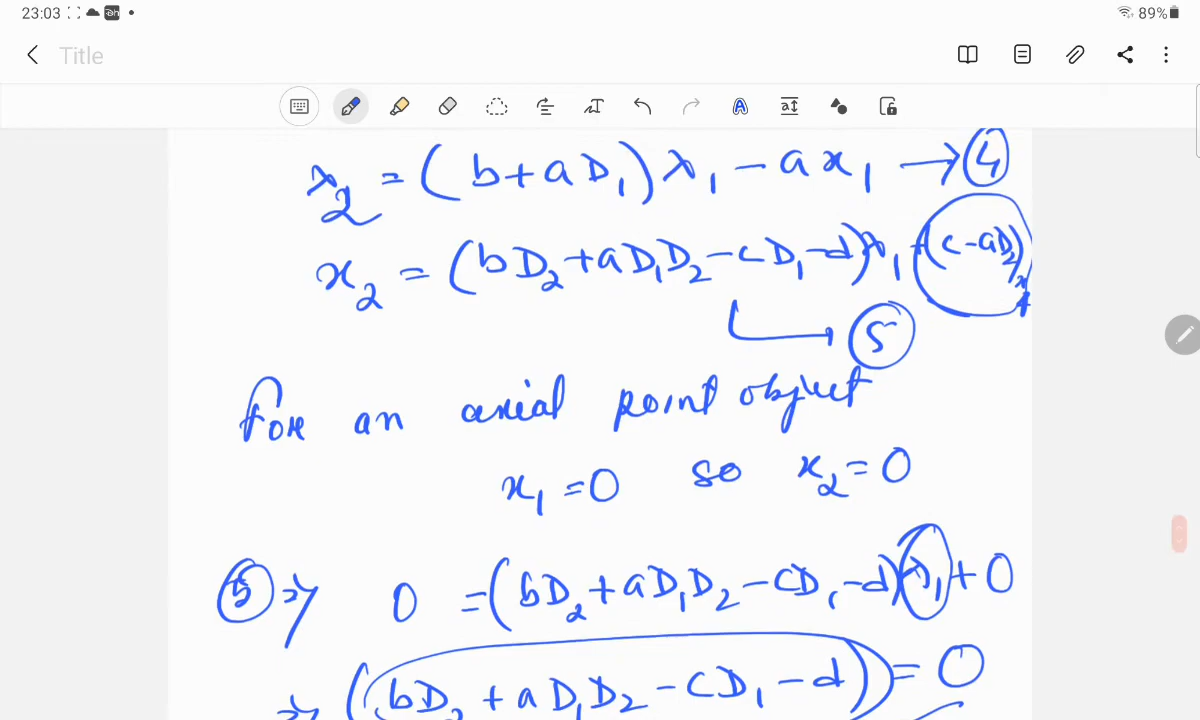 23:03 89%
Title
λ₂ = (b+aD₁)λ₁ - ax₁ → ④
x₂ = (bD₂+aD₁D₂-cD₁-d)λ₁+(c-aD₂)x₁
→ ⑤
For an axial point object
x₁ = 0 so x₂ = 0
⑤ ⇒ 0 = (bD₂+aD₁D₂-cD₁-d)λ₁+0
⇒ (bD₂+aD₁D₂-cD₁-d) = 0